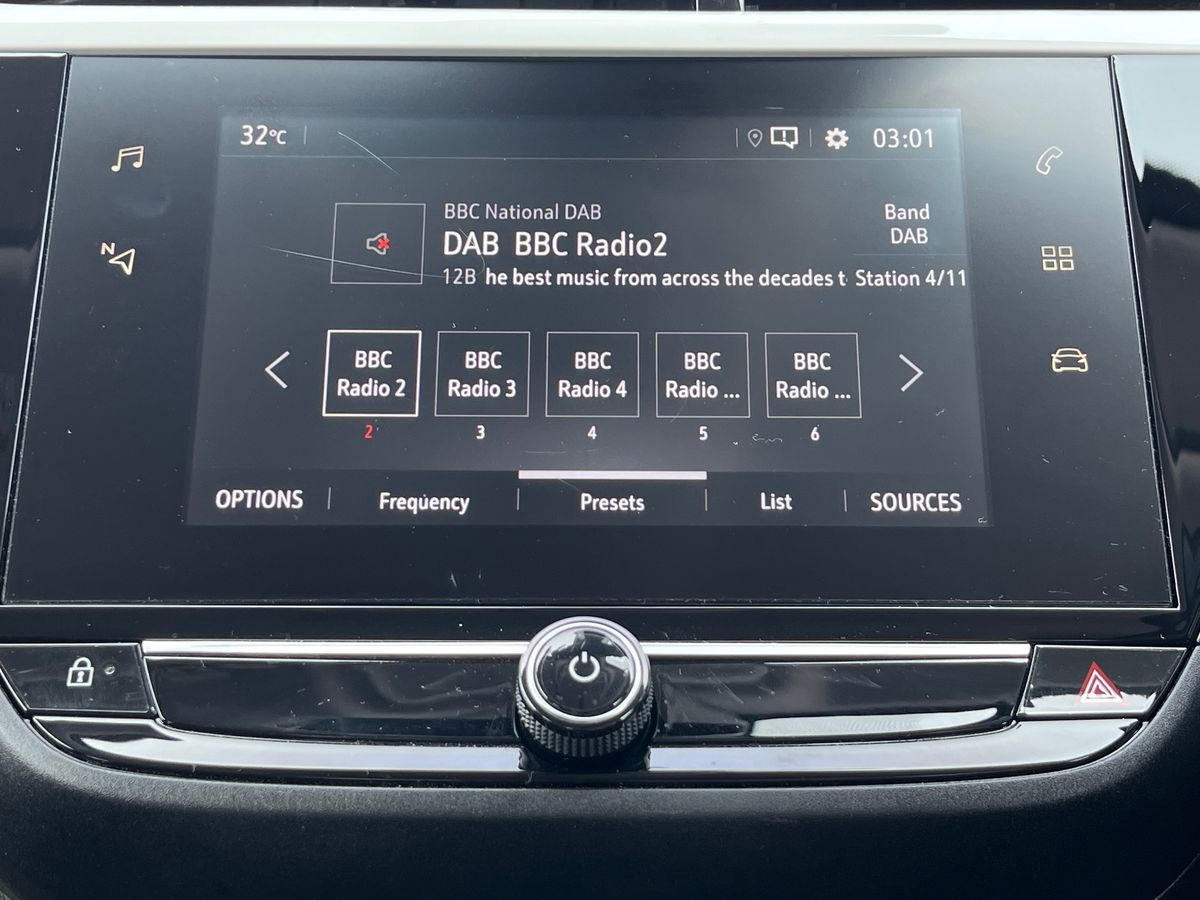 32°C
03:01
N
BBC National DAB
DAB BBC Radio2
12B he best music from across the decades t
Band
DAB
Station 4/11
BBC
Radio 2
BBC
Radio 3
BBC
Radio 4
BBC
Radio ...
BBC
Radio ...
2
3
4
5
6
OPTIONS
Frequency
Presets
List
SOURCES